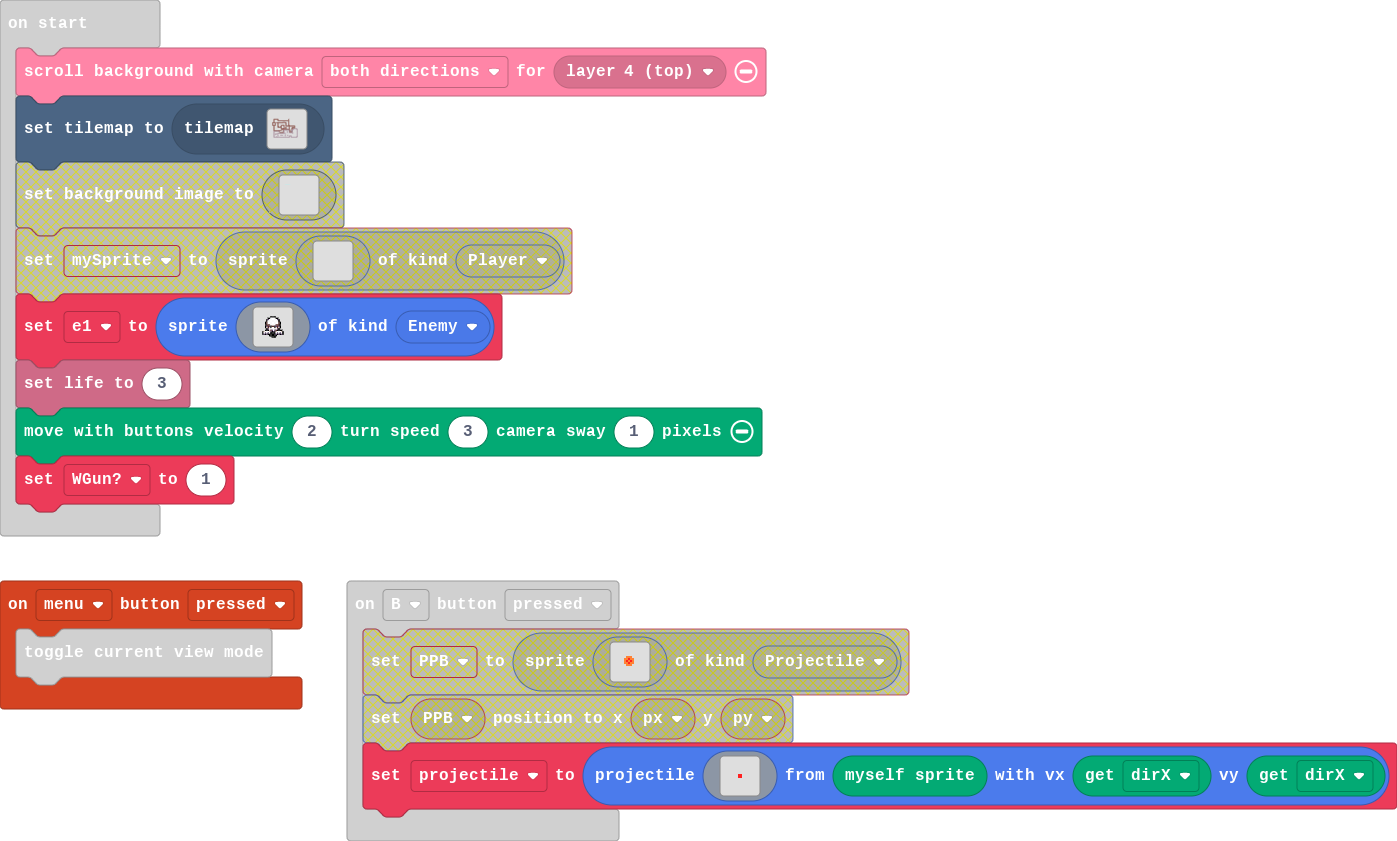 on start
scroll background with camera both directions for layer 4 (top)
set tilemap to tilemap
set background image to
set mySprite to sprite of kind Player
set e1 to sprite of kind Enemy
set life to 3
move with buttons velocity 2 turn speed 3 camera sway 1 pixels
set WGun? to 1
on menu button pressed
toggle current view mode
on B button pressed
set PPB to sprite of kind Projectile
set PPB position to x px y py
set projectile to projectile from myself sprite with vx get dirX vy get dirX